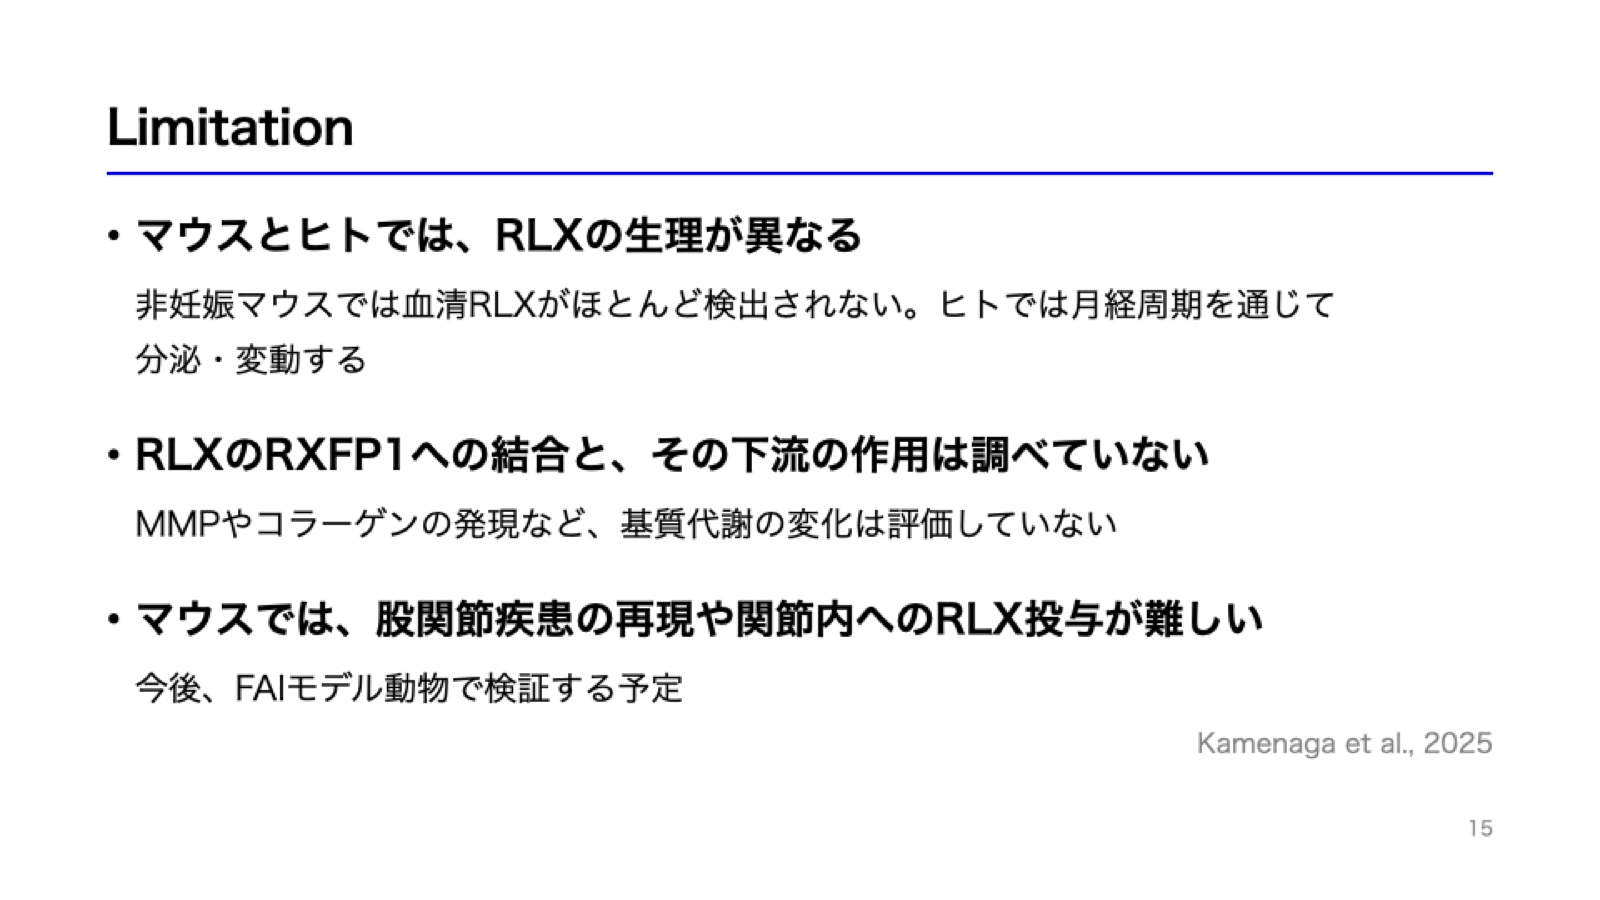 Limitation
• マウスとヒトでは、RLXの生理が異なる
非妊娠マウスでは血清RLXがほとんど検出されない。ヒトでは月経周期を通じて
分泌・変動する
• RLXのRXFP1への結合と、その下流の作用は調べていない
MMPやコラーゲンの発現など、基質代謝の変化は評価していない
• マウスでは、股関節疾患の再現や関節内へのRLX投与が難しい
今後、FAIモデル動物で検証する予定
Kamenaga et al., 2025
15